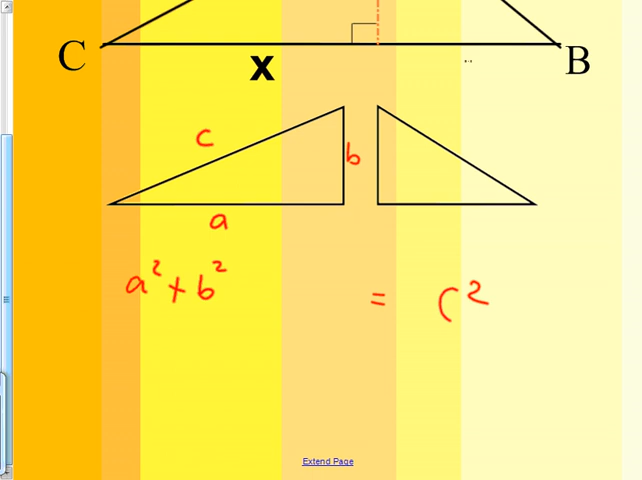 C
B
x
c
b
a
a² + b² = c²
Extend Page